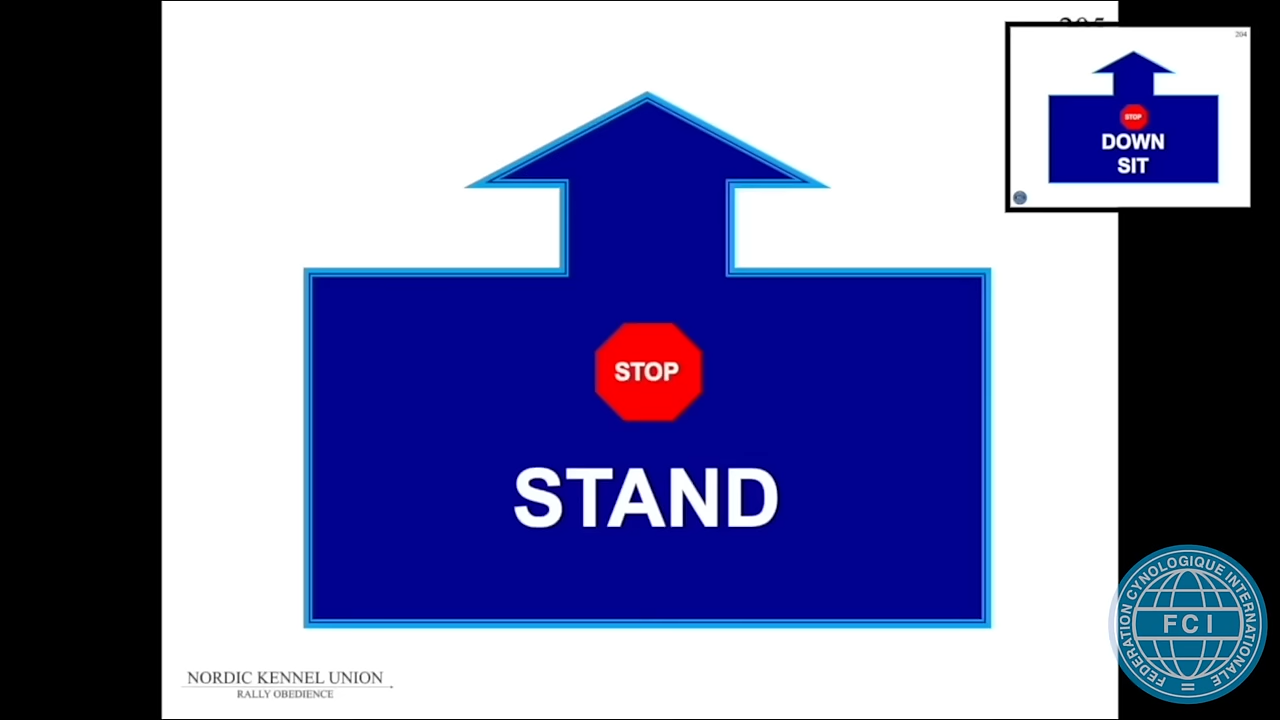 204
STOP
DOWN
SIT
STOP
STAND
NORDIC KENNEL UNION
RALLY OBEDIENCE
FEDERATION CYNOLOGIQUE INTERNATIONALE
FCI